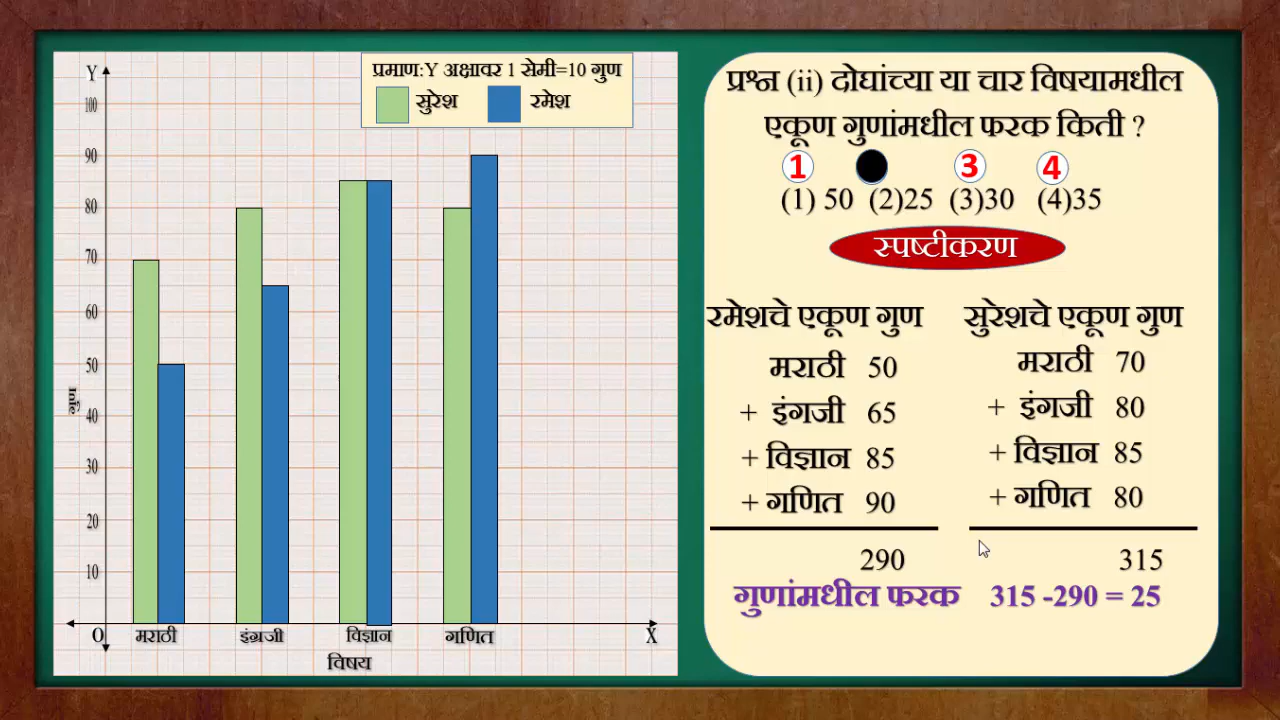 Y
प्रमाण:Y अक्षावर 1 सेमी=10 गुण
सुरेश
रमेश
100
90
80
70
60
50
40
30
20
10
गुण
O
मराठी
इंग्रजी
विज्ञान
गणित
X
विषय
प्रश्न (ii) दोघांच्या या चार विषयामधील
एकूण गुणांमधील फरक किती ?
1 3 4
(1) 50 (2)25 (3)30 (4)35
स्पष्टीकरण
रमेशचे एकूण गुण
मराठी 50
+ इंगजी 65
+ विज्ञान 85
+ गणित 90
290
सुरेशचे एकूण गुण
मराठी 70
+ इंगजी 80
+ विज्ञान 85
+ गणित 80
315
गुणांमधील फरक 315 -290 = 25